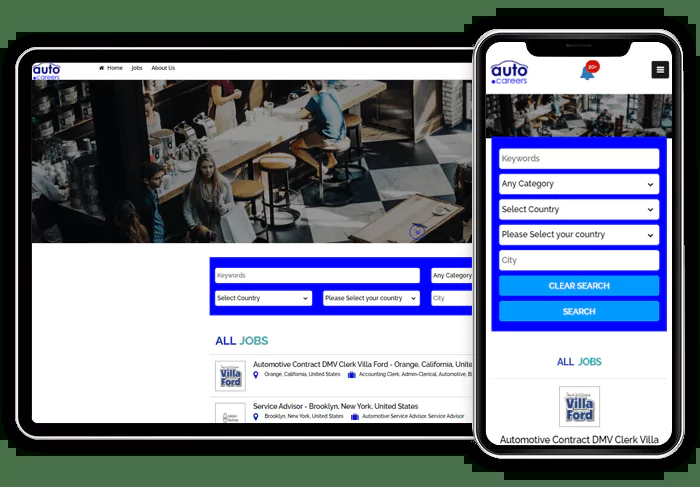 auto
.careers
Home
Jobs
About Us
Keywords
Any Category
Select Country
Please Select your country
City
ALL JOBS
Villa
Ford
Automotive Contract DMV Clerk Villa Ford - Orange, California, Unite
Orange, California, United States
Accounting Clerk, Admin-Clerical, Automotive, B
Service Advisor - Brooklyn, New York, United States
Brooklyn, New York, United States
Automotive Service Advisor, Service Advisor
auto
.careers
20+
Keywords
Any Category
Select Country
Please Select your country
City
CLEAR SEARCH
SEARCH
ALL JOBS
Villa
Ford
Automotive Contract DMV Clerk Villa